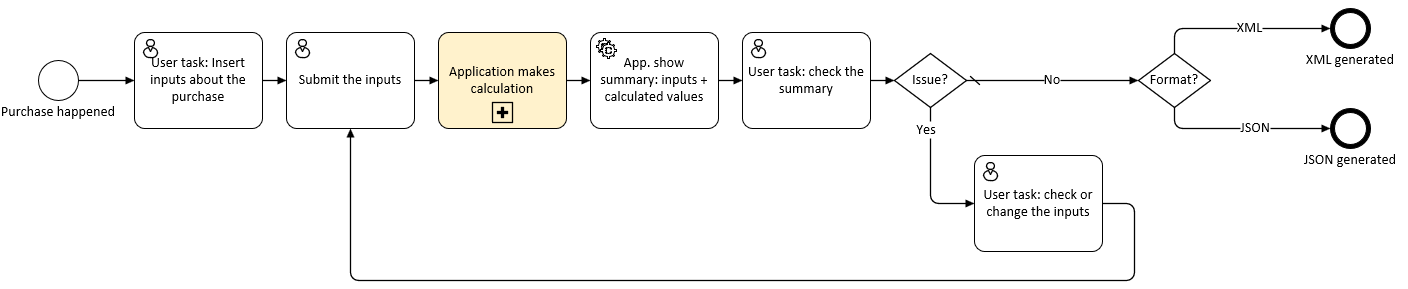 Purchase happened
User task: Insert
inputs about the
purchase
Submit the inputs
Application makes
calculation
App. show
summary: inputs +
calculated values
User task: check the
summary
Issue?
No
Yes
User task: check or
change the inputs
Format?
XML
XML generated
JSON
JSON generated